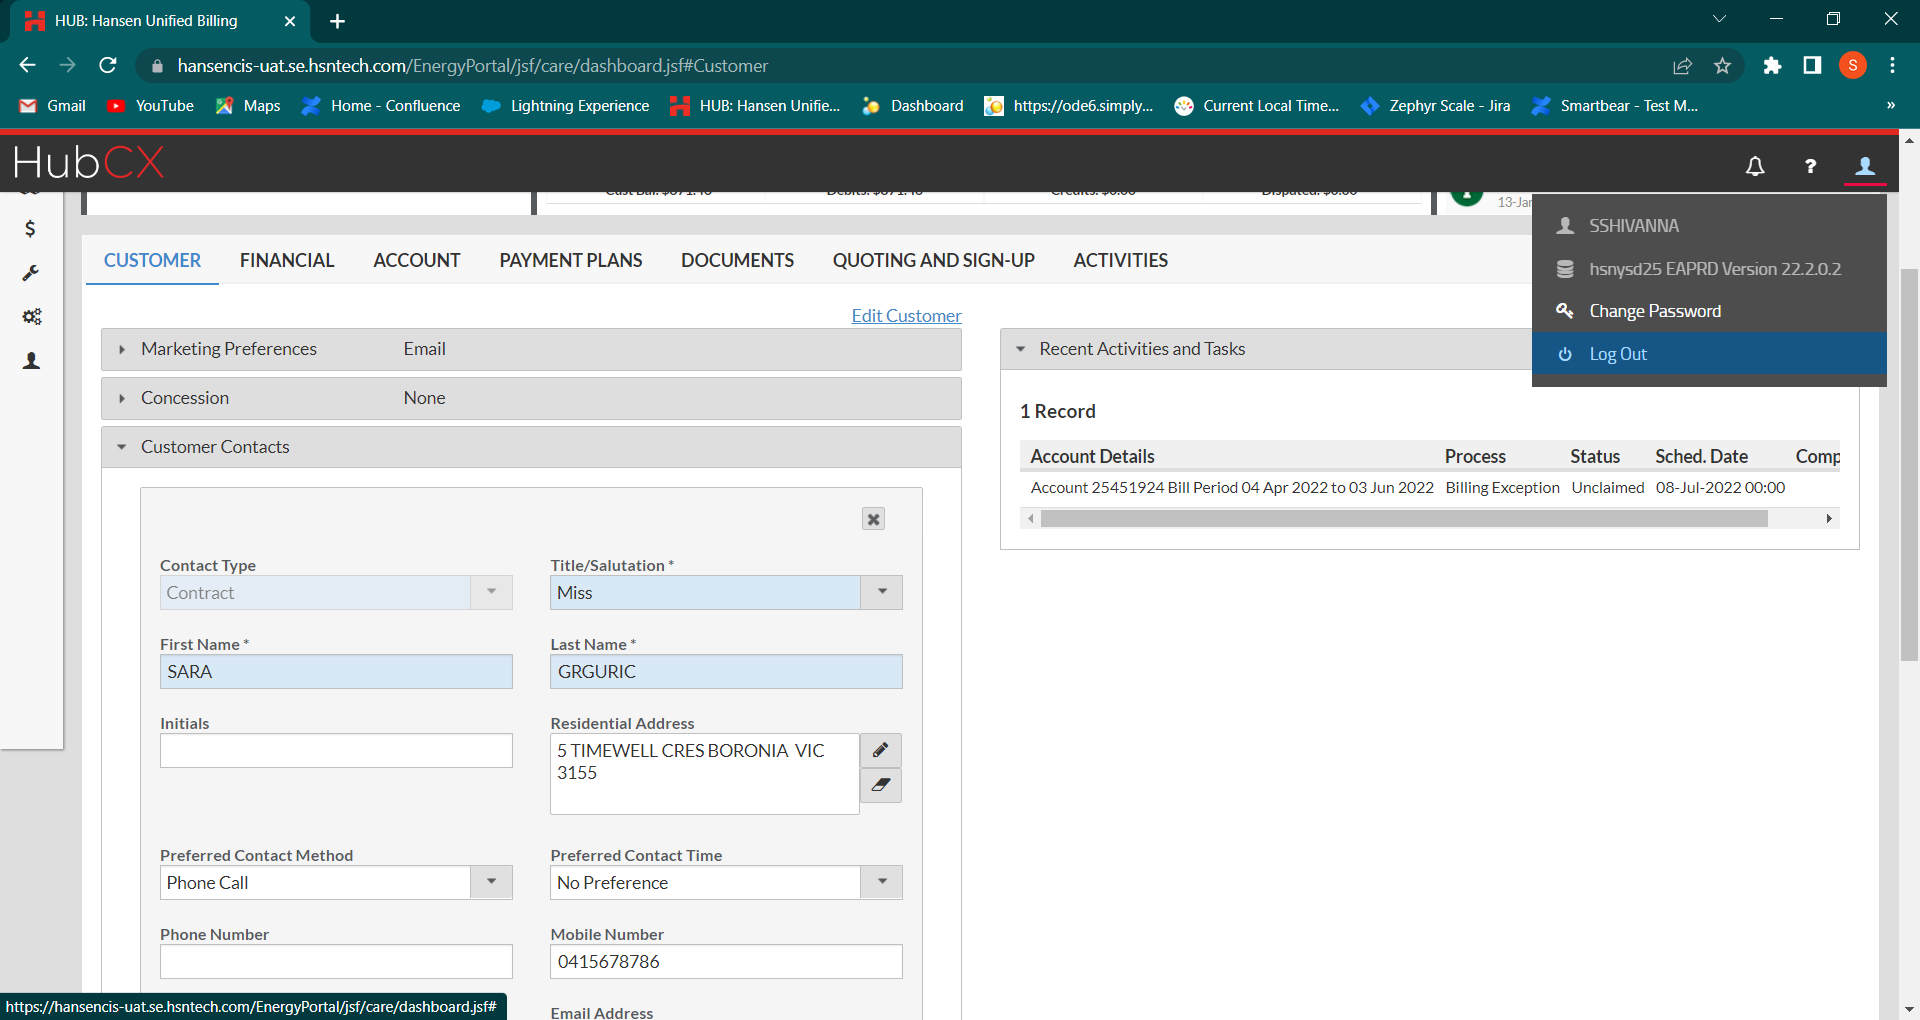 HUB: Hansen Unified Billing
hansencis-uat.se.hsntech.com/EnergyPortal/jsf/care/dashboard.jsf#Customer
S
Gmail YouTube Maps Home - Confluence Lightning Experience HUB: Hansen Unifie... Dashboard https://ode6.simply... Current Local Time... Zephyr Scale - Jira Smartbear - Test M... »
HubCX
?
13-Jan
SSHIVANNA
hsnysd25 EAPRD Version 22.2.0.2
Change Password
Log Out
$
CUSTOMER FINANCIAL ACCOUNT PAYMENT PLANS DOCUMENTS QUOTING AND SIGN-UP ACTIVITIES
Edit Customer
Marketing Preferences Email
Concession None
Customer Contacts
Contact Type Title/Salutation *
Contract Miss
First Name * Last Name *
SARA GRGURIC
Initials Residential Address
5 TIMEWELL CRES BORONIA VIC
3155
Preferred Contact Method Preferred Contact Time
Phone Call No Preference
Phone Number Mobile Number
0415678786
Email Address
Recent Activities and Tasks
1 Record
Account Details Process Status Sched. Date Comp
Account 25451924 Bill Period 04 Apr 2022 to 03 Jun 2022 Billing Exception Unclaimed 08-Jul-2022 00:00
https://hansencis-uat.se.hsntech.com/EnergyPortal/jsf/care/dashboard.jsf#